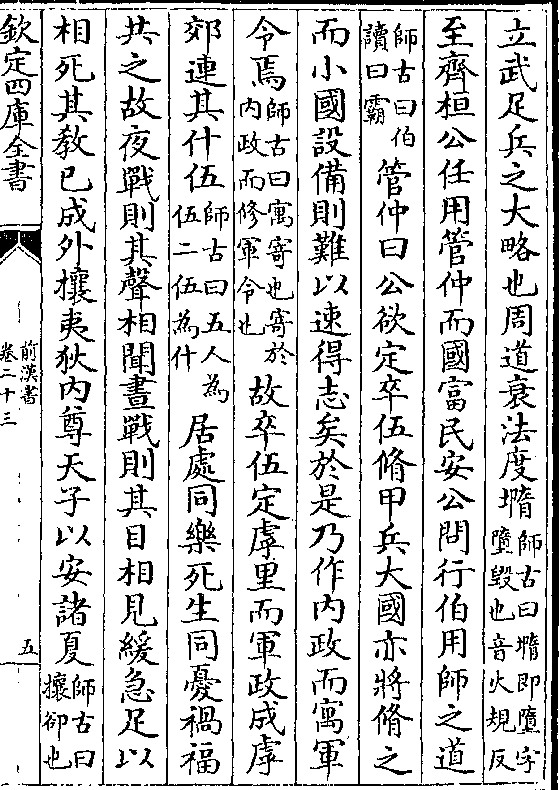 立武足兵之大略也周道衰法度墮師古曰墮即墮字墮毀也音火規反
至齊桓公任用管仲而國富民安公問行伯用師之道
師古曰伯讀曰霸管仲曰公欲定卒伍脩甲兵大國亦將脩之
而小國設備則難以速得志矣於是乃作內政而寓軍
令焉師古曰寓寄也寄於內政而修軍令也故卒伍定虖里而軍政成虖
郊連其什伍師古曰五人為伍二伍為什居處同樂死生同憂禍福
共之故夜戰則其聲相聞晝戰則其目相見緩急足以
相死其教已成外攘夷狄內尊天子以安諸夏師古曰攘卻也
欽定四庫全書
前漢書
卷二十三
五